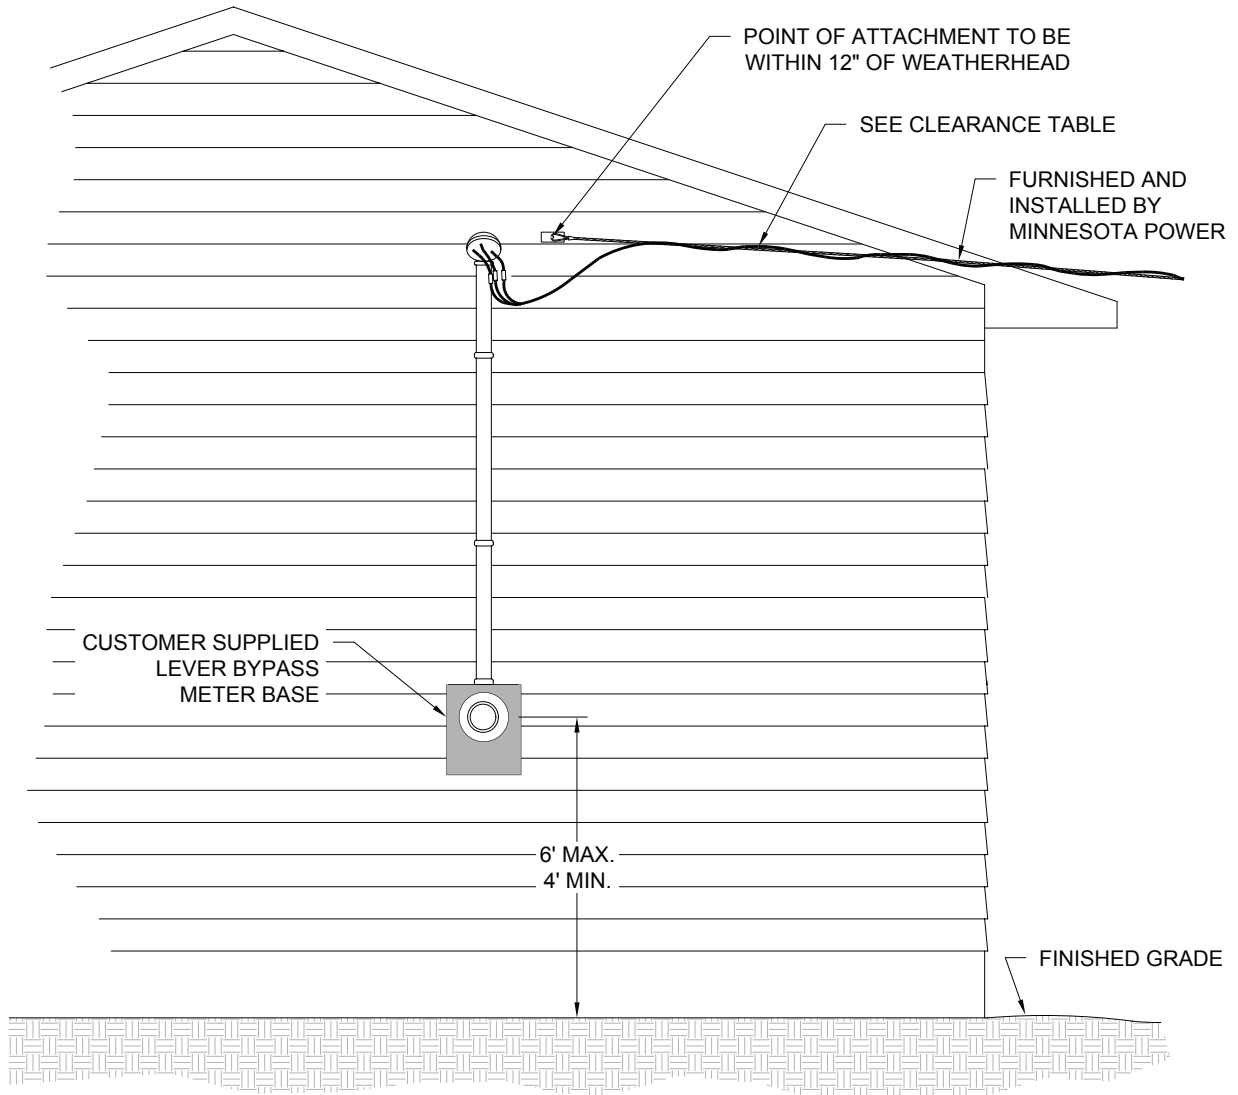 POINT OF ATTACHMENT TO BE
WITHIN 12" OF WEATHERHEAD
SEE CLEARANCE TABLE
FURNISHED AND
INSTALLED BY
MINNESOTA POWER
CUSTOMER SUPPLIED
LEVER BYPASS
METER BASE
6' MAX.
4' MIN.
FINISHED GRADE